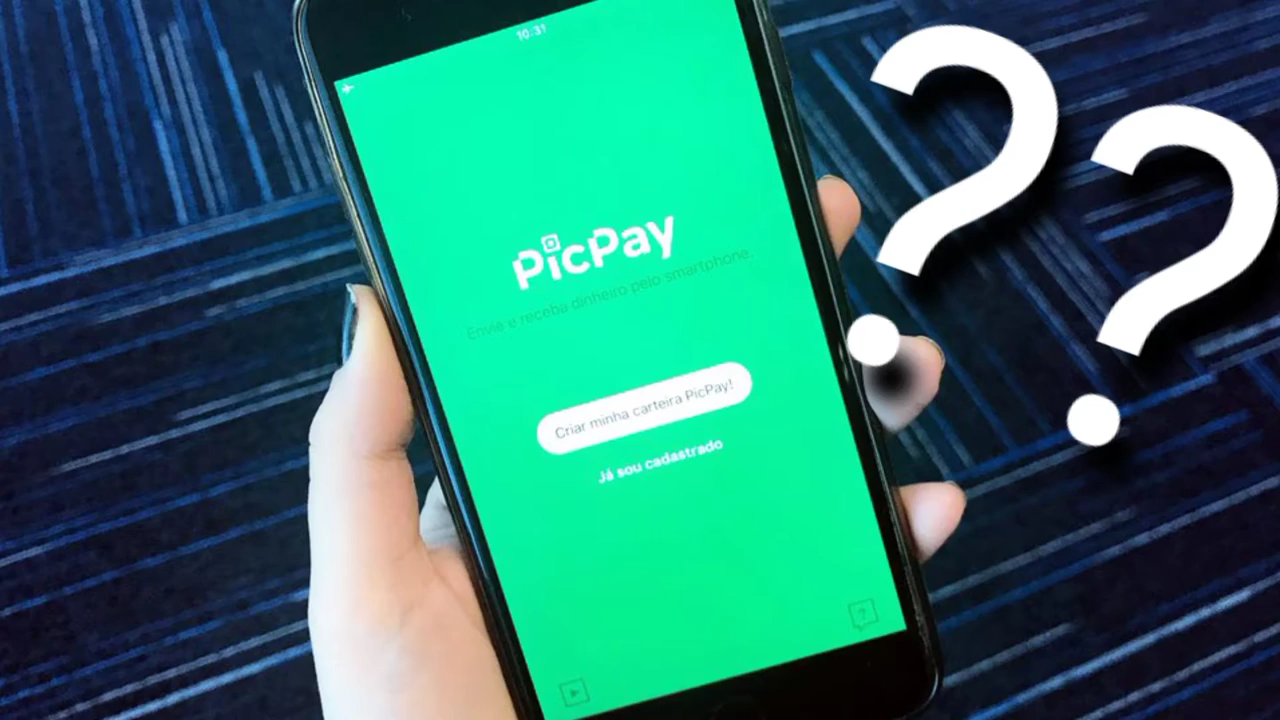 10:31
PicPay
Envie e receba dinheiro pelo smartphone.
Criar minha carteira PicPay!
Já sou cadastrado
?
? ?